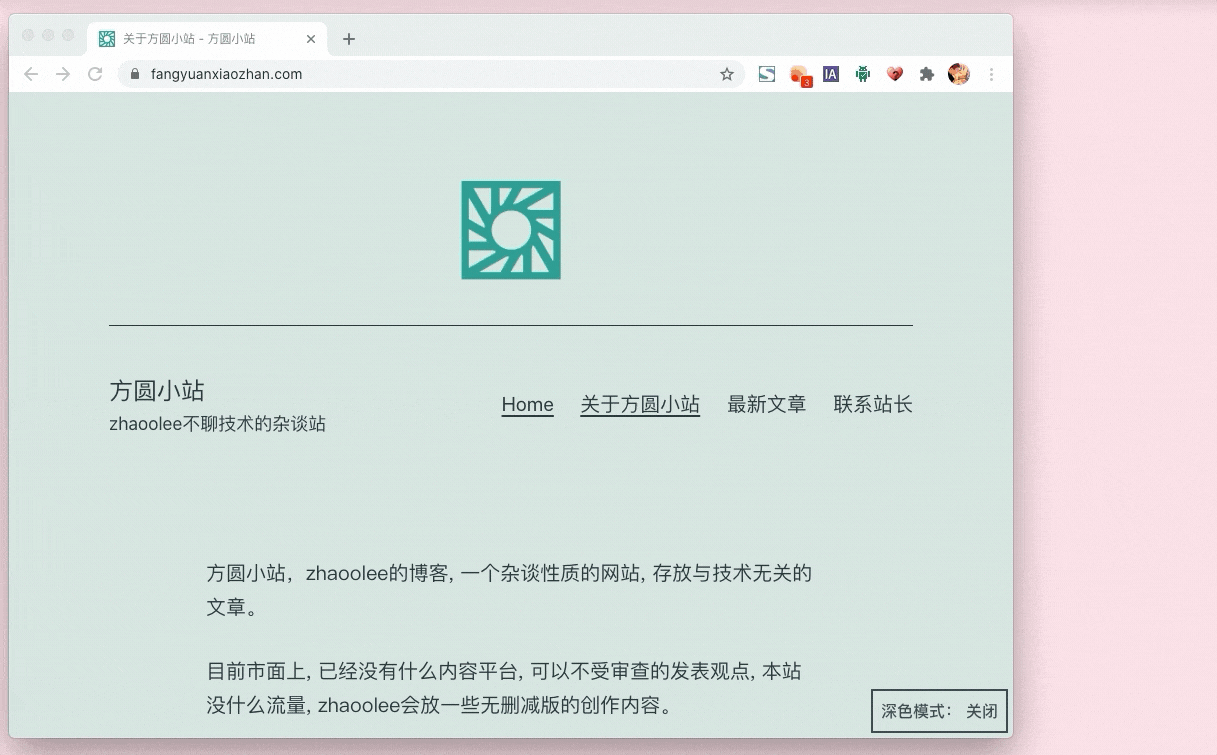 关于方圆小站 - 方圆小站
fangyuanxiaozhan.com
3
IA
方圆小站
zhaoolee不聊技术的杂谈站
Home 关于方圆小站 最新文章 联系站长
方圆小站，zhaoolee的博客, 一个杂谈性质的网站, 存放与技术无关的
文章。
目前市面上, 已经没有什么内容平台, 可以不受审查的发表观点, 本站
没什么流量, zhaoolee会放一些无删减版的创作内容。
深色模式： 关闭